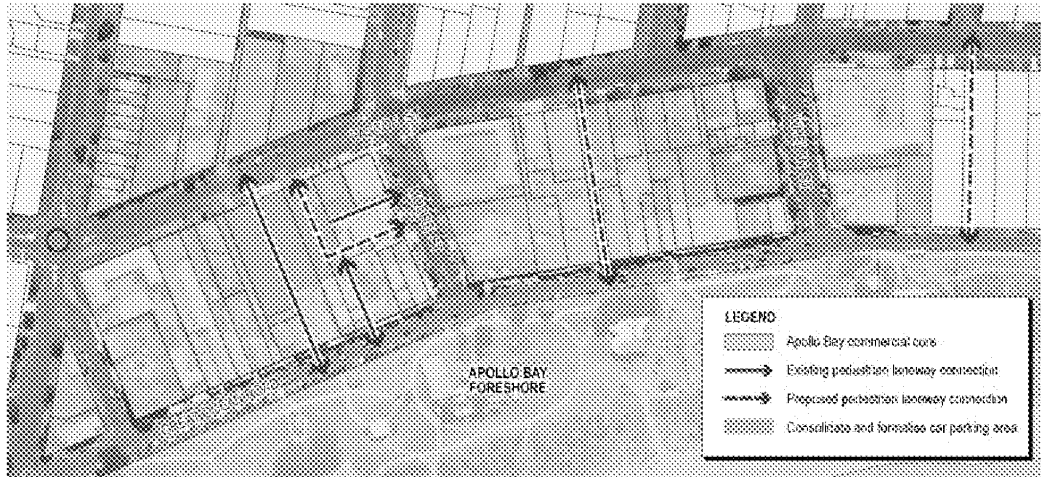 APOLLO BAY
FORESHORE
LEGEND
Apollo Bay commercial core
Existing pedestrian laneway connection
Proposed pedestrian laneway connection
Consolidate and formalise car parking area